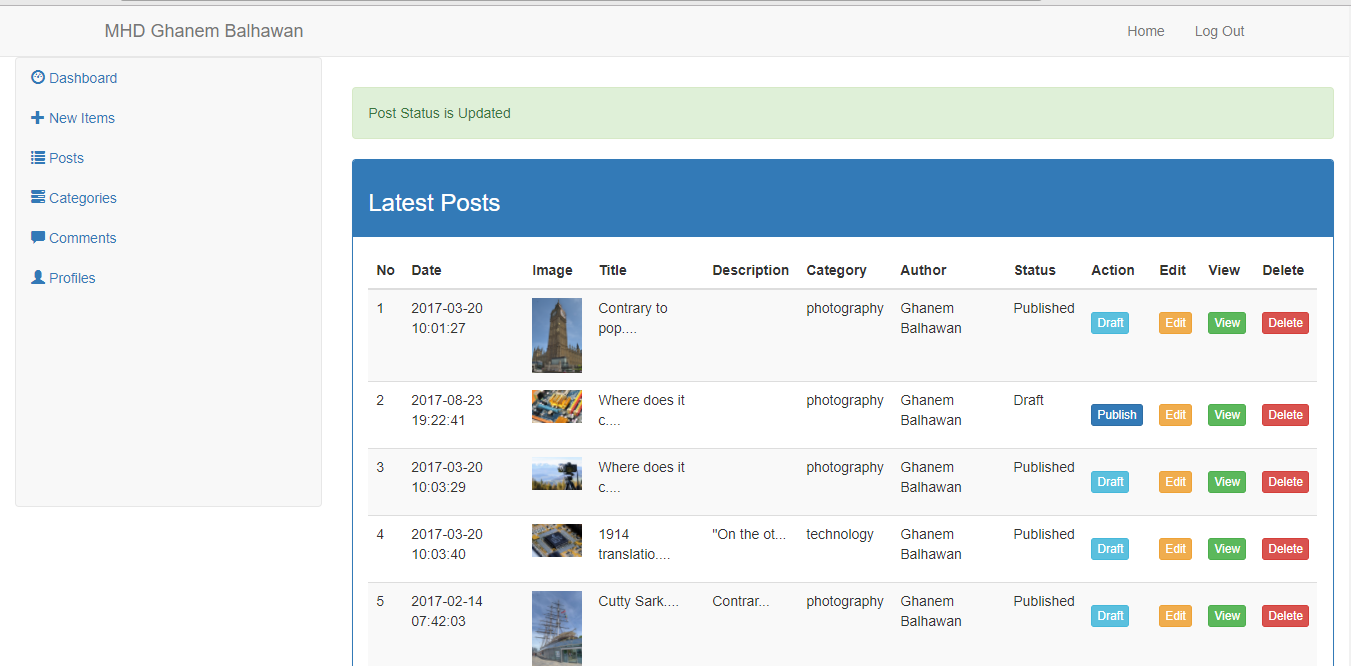 MHD Ghanem Balhawan Home Log Out
Dashboard
New Items
Posts
Categories
Comments
Profiles
Post Status is Updated
Latest Posts
No Date Image Title Description Category Author Status Action Edit View Delete
1 2017-03-20 Contrary to photography Ghanem Published
10:01:27 pop.... Balhawan Draft Edit View Delete
2 2017-08-23 Where does it photography Ghanem Draft
19:22:41 c.... Balhawan Publish Edit View Delete
3 2017-03-20 Where does it photography Ghanem Published
10:03:29 c.... Balhawan Draft Edit View Delete
4 2017-03-20 1914 "On the ot... technology Ghanem Published
10:03:40 translatio.... Balhawan Draft Edit View Delete
5 2017-02-14 Cutty Sark.... Contrar... photography Ghanem Published
07:42:03 Balhawan Draft Edit View Delete